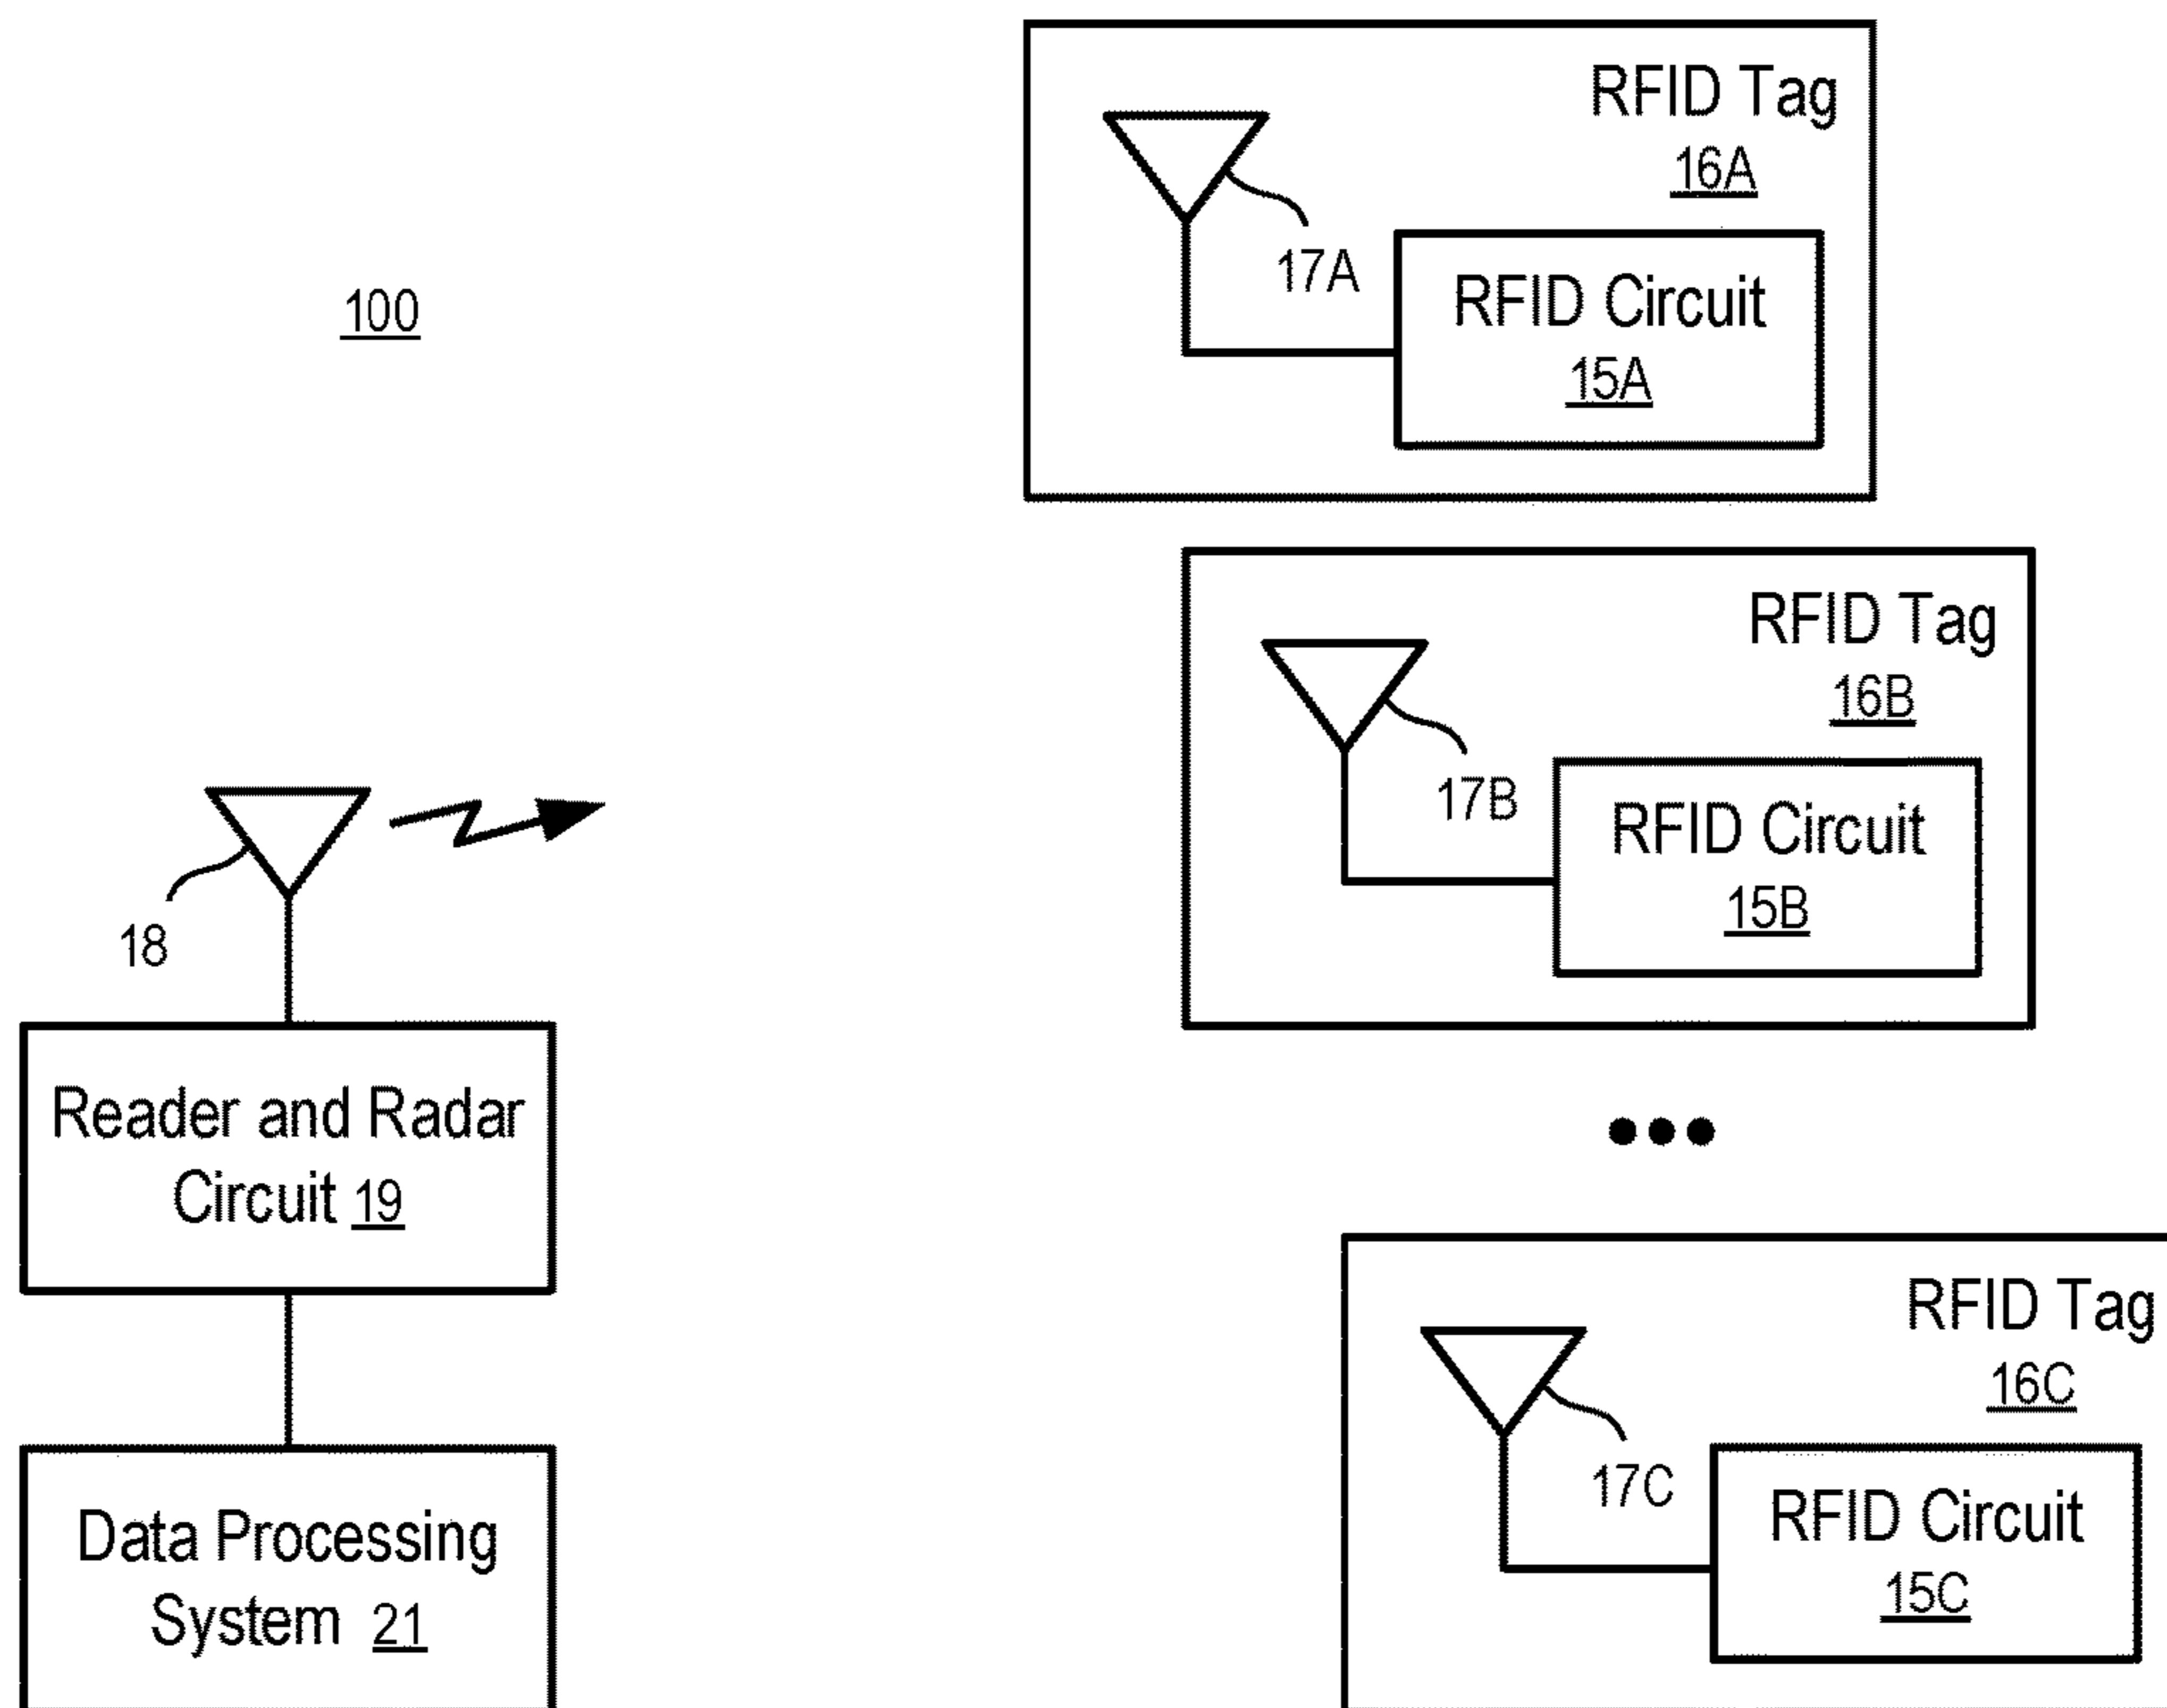 100
RFID Tag
16A
17A
RFID Circuit
15A
RFID Tag
16B
17B
RFID Circuit
15B
18
Reader and Radar
Circuit 19
Data Processing
System 21
RFID Tag
16C
17C
RFID Circuit
15C